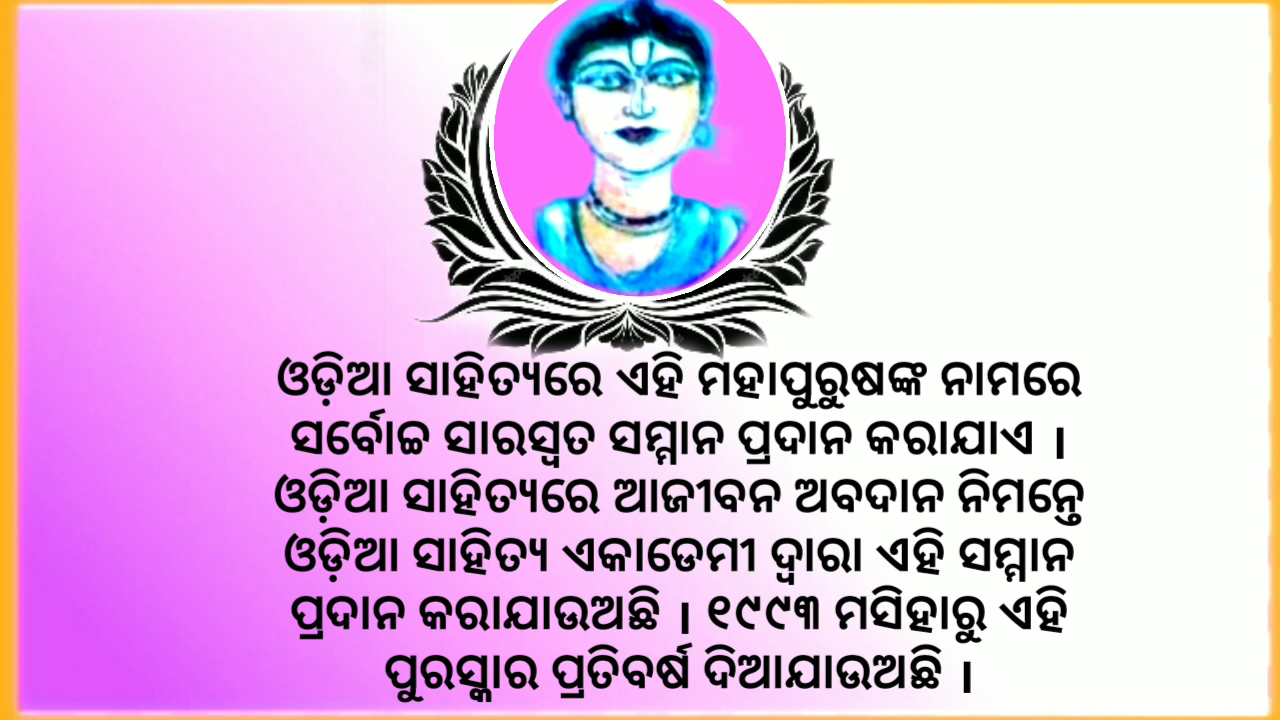 ଓଡ଼ିଆ ସାହିତ୍ୟରେ ଏହି ମହାପୁରୁଷଙ୍କ ନାମରେ
ସର୍ବୋଚ୍ଚ ସାରସ୍ୱତ ସମ୍ମାନ ପ୍ରଦାନ କରାଯାଏ ।
ଓଡ଼ିଆ ସାହିତ୍ୟରେ ଆଜୀବନ ଅବଦାନ ନିମନ୍ତେ
ଓଡ଼ିଆ ସାହିତ୍ୟ ଏକାଡେମୀ ଦ୍ୱାରା ଏହି ସମ୍ମାନ
ପ୍ରଦାନ କରାଯାଉଅଛି । ୧୯୯୩ ମସିହାରୁ ଏହି
ପୁରସ୍କାର ପ୍ରତିବର୍ଷ ଦିଆଯାଉଅଛି ।